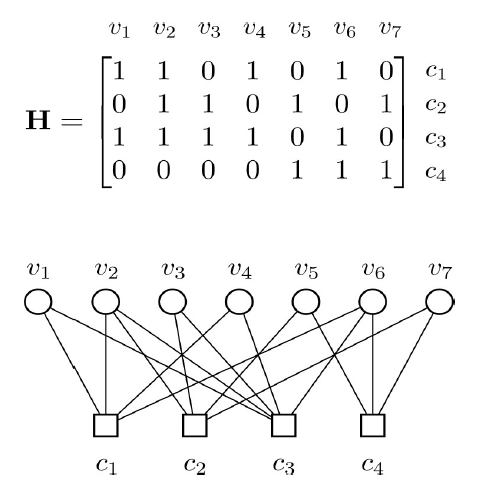 v₁ v₂ v₃ v₄ v₅ v₆ v₇
1 1 0 1 0 1 0 c₁
0 1 1 0 1 0 1 c₂
H =
1 1 1 1 0 1 0 c₃
0 0 0 0 1 1 1 c₄
v₁ v₂ v₃ v₄ v₅ v₆ v₇
c₁ c₂ c₃ c₄